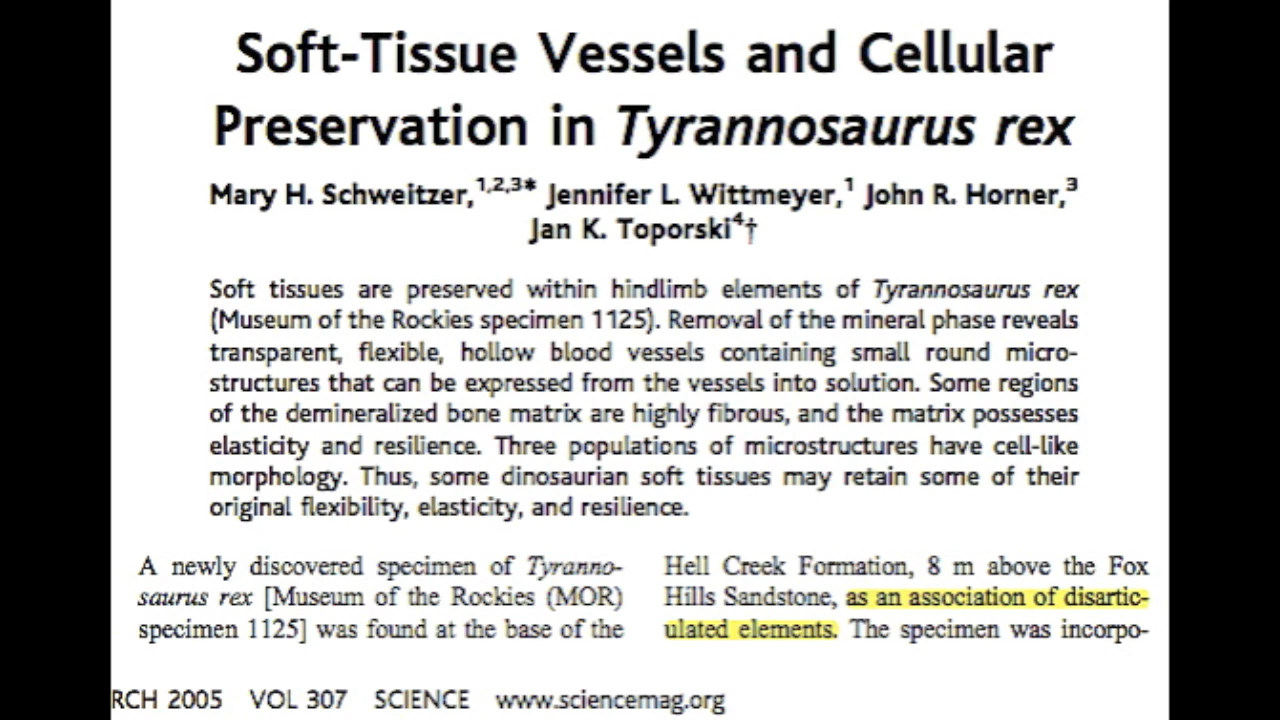 Soft-Tissue Vessels and Cellular
Preservation in Tyrannosaurus rex
Mary H. Schweitzer,1,2,3* Jennifer L. Wittmeyer,1 John R. Horner,3
Jan K. Toporski4†
Soft tissues are preserved within hindlimb elements of Tyrannosaurus rex
(Museum of the Rockies specimen 1125). Removal of the mineral phase reveals
transparent, flexible, hollow blood vessels containing small round micro-
structures that can be expressed from the vessels into solution. Some regions
of the demineralized bone matrix are highly fibrous, and the matrix possesses
elasticity and resilience. Three populations of microstructures have cell-like
morphology. Thus, some dinosaurian soft tissues may retain some of their
original flexibility, elasticity, and resilience.
A newly discovered specimen of Tyranno-
saurus rex [Museum of the Rockies (MOR)
specimen 1125] was found at the base of the
Hell Creek Formation, 8 m above the Fox
Hills Sandstone, as an association of disartic-
ulated elements. The specimen was incorpo-
RCH 2005 VOL 307 SCIENCE www.sciencemag.org